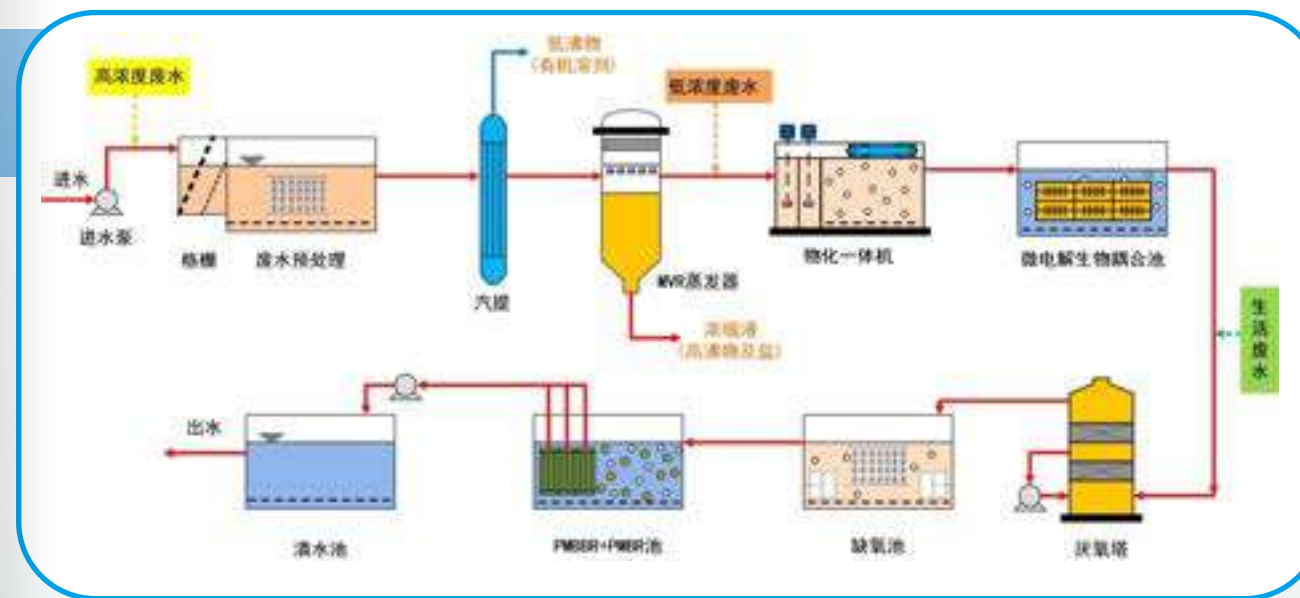 高浓度废水
低沸物
(有机溶剂)
低浓度废水
进水
进水泵
格栅
废水预处理
汽提
MVR蒸发器
浓缩液
(高沸物及盐)
物化一体机
微电解生物耦合池
生活废水
出水
清水池
PMBBR+PMBR池
缺氧池
厌氧塔